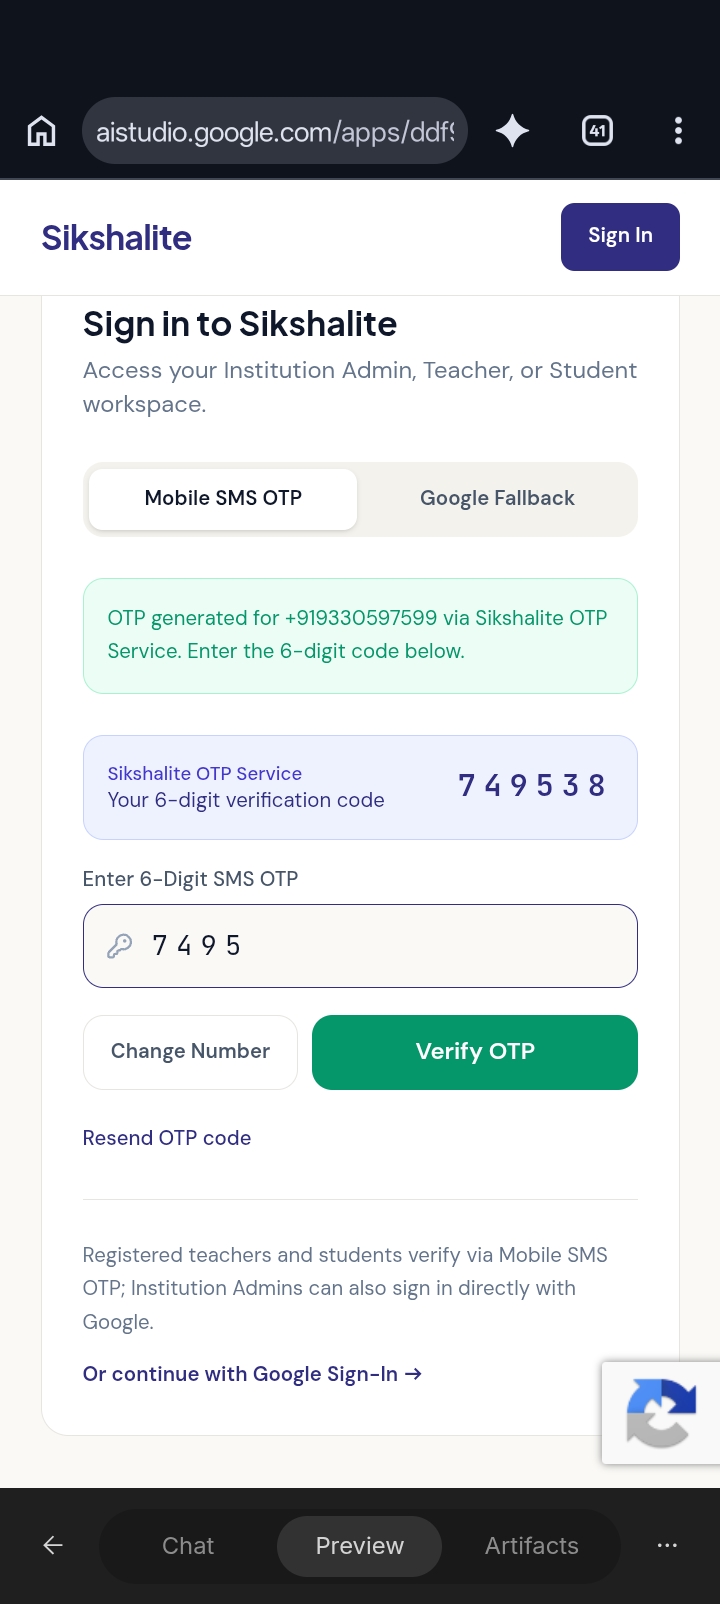 aistudio.google.com/apps/ddf
41
Sikshalite
Sign In
Sign in to Sikshalite
Access your Institution Admin, Teacher, or Student
workspace.
Mobile SMS OTP
Google Fallback
OTP generated for +919330597599 via Sikshalite OTP
Service. Enter the 6-digit code below.
Sikshalite OTP Service
Your 6-digit verification code
749538
Enter 6-Digit SMS OTP
7495
Change Number
Verify OTP
Resend OTP code
Registered teachers and students verify via Mobile SMS
OTP; Institution Admins can also sign in directly with
Google.
Or continue with Google Sign-In →
Chat
Preview
Artifacts